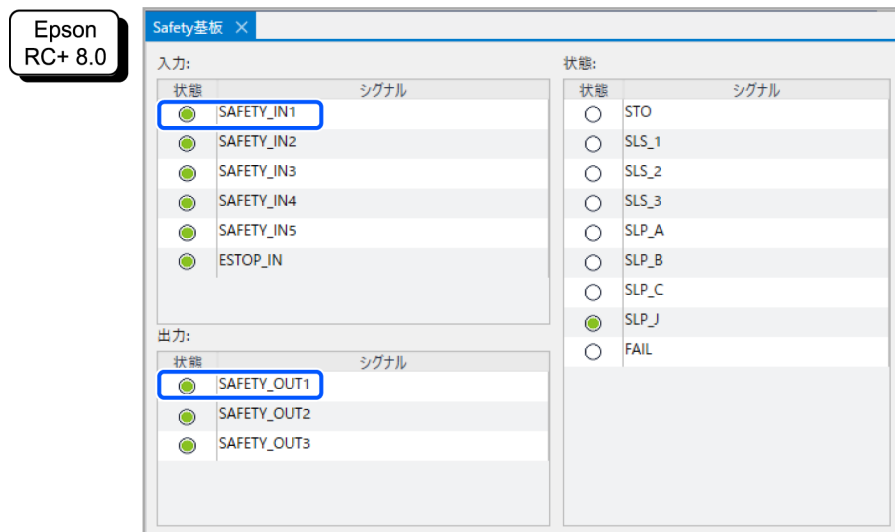 Epson
RC+ 8.0
Safety基板
入力:
状態 シグナル
SAFETY_IN1
SAFETY_IN2
SAFETY_IN3
SAFETY_IN4
SAFETY_IN5
ESTOP_IN
出力:
状態 シグナル
SAFETY_OUT1
SAFETY_OUT2
SAFETY_OUT3
状態:
状態 シグナル
STO
SLS_1
SLS_2
SLS_3
SLP_A
SLP_B
SLP_C
SLP_J
FAIL